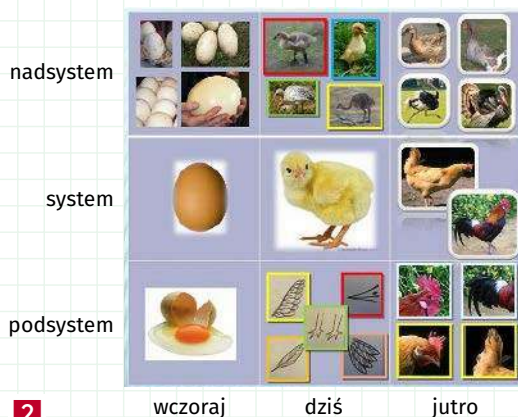 nadsystem
system
podsystem
wczoraj dziś jutro
2